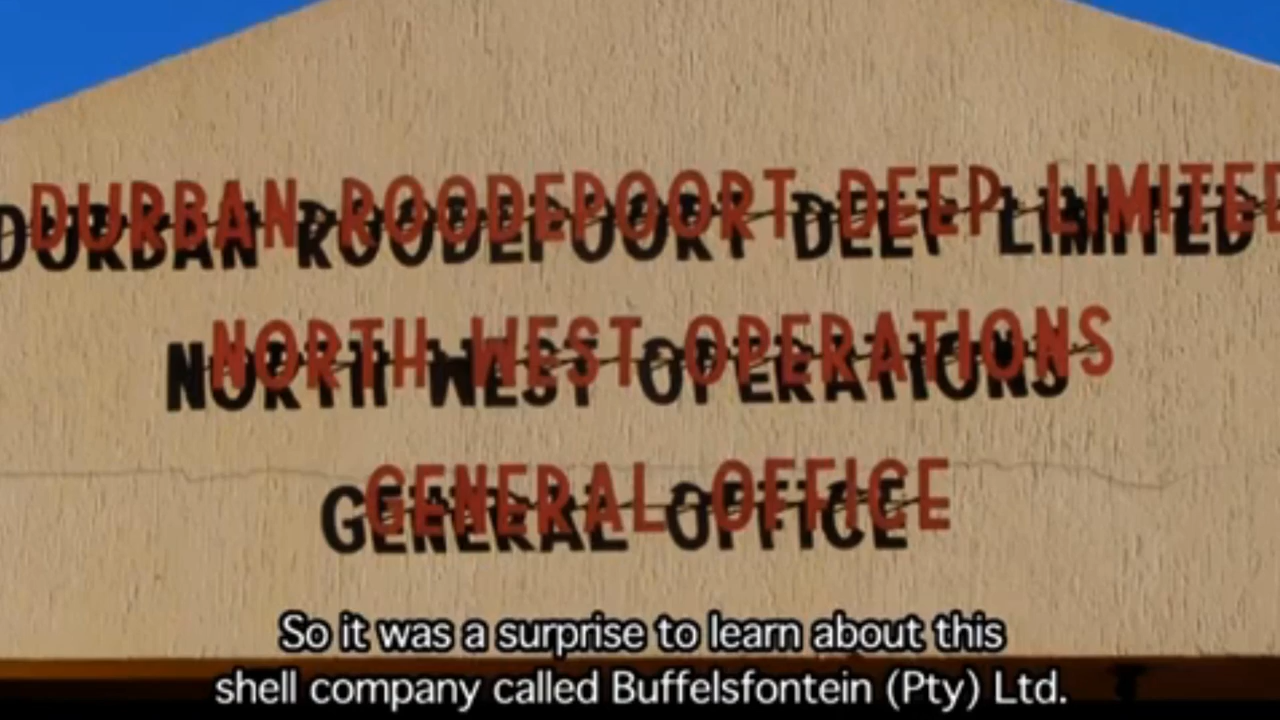 DURBAN ROODEPOORT DEEP LIMITED
NORTH WEST OPERATIONS
GENERAL OFFICE
So it was a surprise to learn about this
shell company called Buffelsfontein (Pty) Ltd.